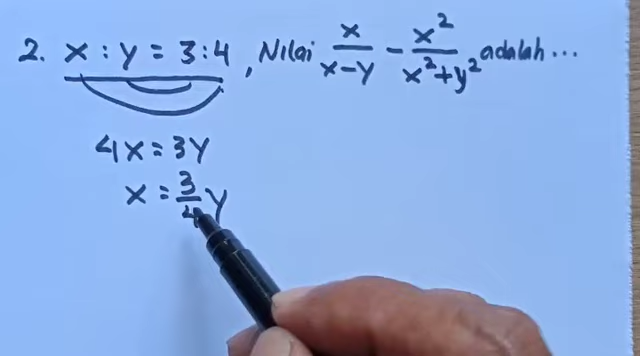 2. x : y = 3 : 4, Nilai x/(x-y) - x²/(x²+y²) adalah ...
4x = 3y
x = 3/4 y